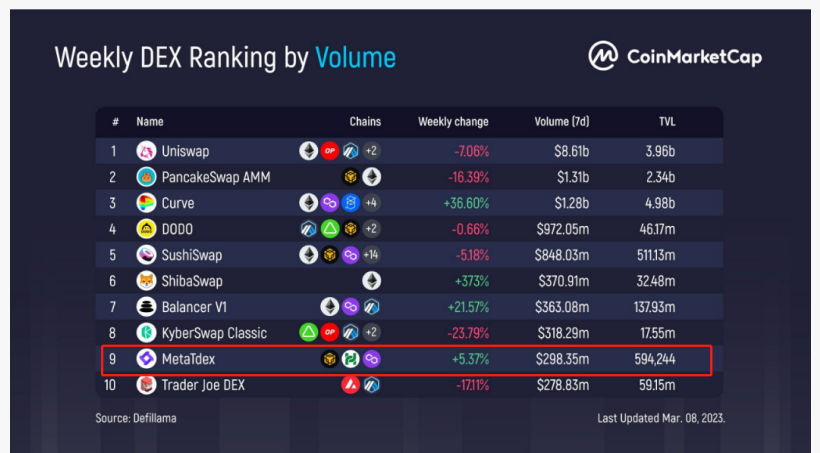 Weekly DEX Ranking by Volume
CoinMarketCap
# Name Chains Weekly change Volume (7d) TVL
1 Uniswap OP +2 -7.06% $8.61b 3.96b
2 PancakeSwap AMM -16.39% $1.31b 2.34b
3 Curve +4 +36.60% $1.28b 4.98b
4 DODO +2 -0.66% $972.05m 46.17m
5 SushiSwap +14 -5.18% $848.03m 511.13m
6 ShibaSwap +373% $370.91m 32.48m
7 Balancer V1 +21.57% $363.08m 137.93m
8 KyberSwap Classic OP +2 -23.79% $318.29m 17.55m
9 MetaTdex +5.37% $298.35m 594,244
10 Trader Joe DEX -17.11% $278.83m 59.15m
Source: Defillama Last Updated Mar. 08, 2023.